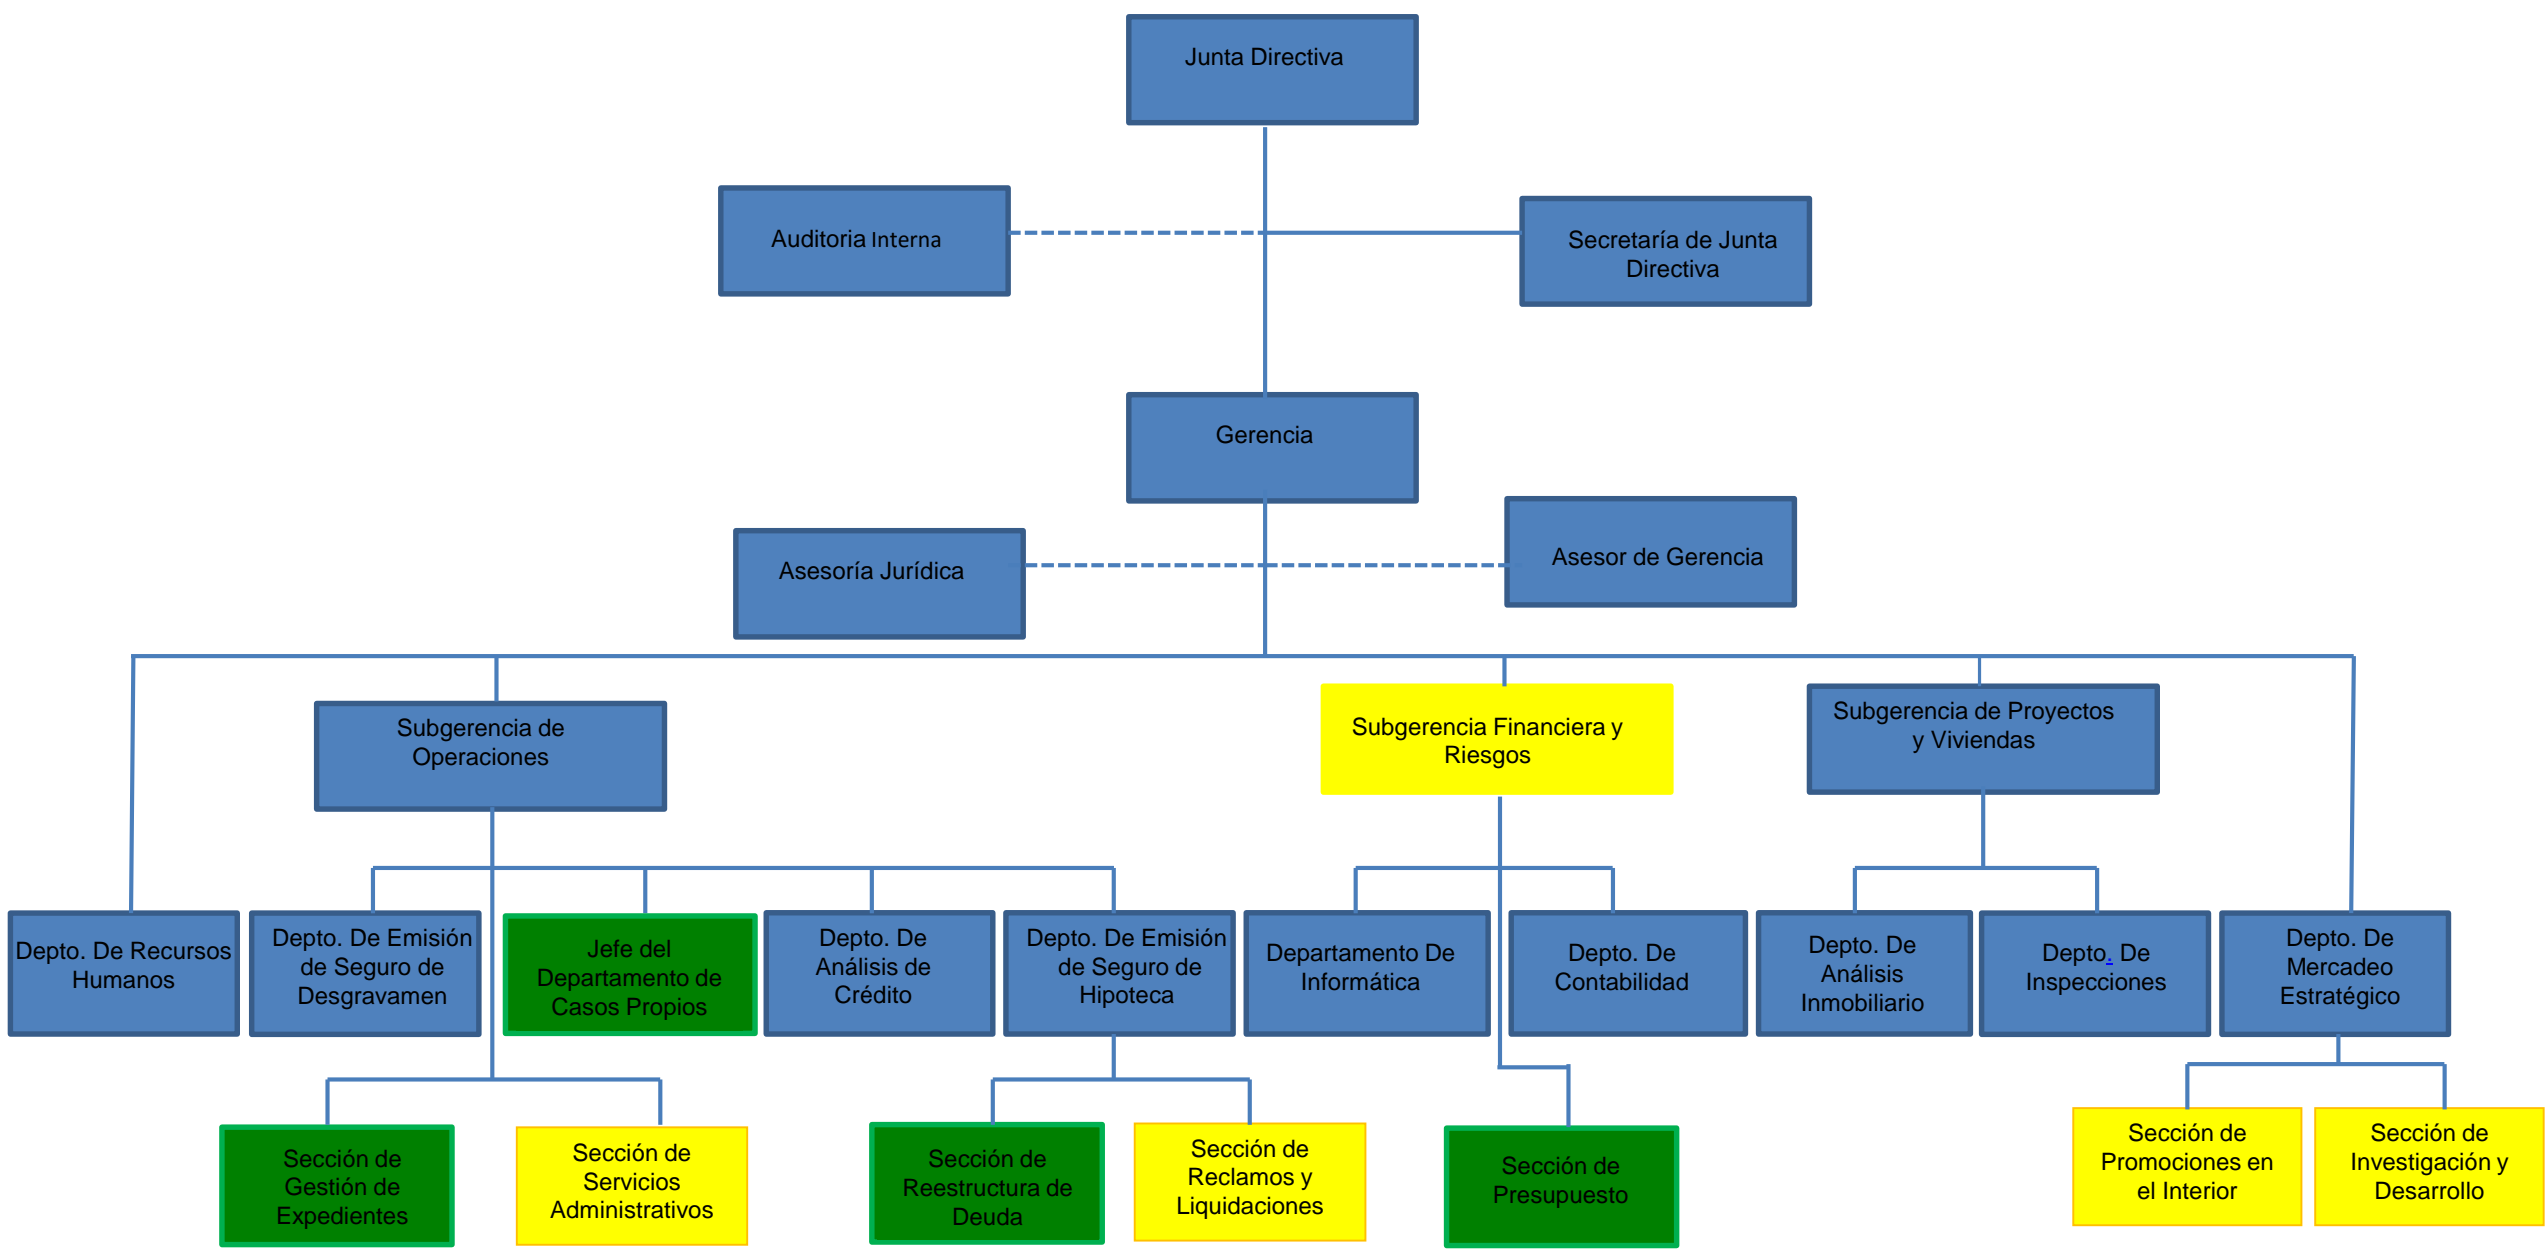 Junta Directiva
Auditoria Interna
Secretaría de Junta
Directiva
Gerencia
Asesoría Jurídica
Asesor de Gerencia
Subgerencia de
Operaciones
Subgerencia Financiera y
Riesgos
Subgerencia de Proyectos
y Viviendas
Depto. De Recursos
Humanos
Depto. De Emisión
de Seguro de
Desgravamen
Jefe del
Departamento de
Casos Propios
Depto. De
Análisis de
Crédito
Depto. De Emisión
de Seguro de
Hipoteca
Departamento De
Informática
Depto. De
Contabilidad
Depto. De
Análisis
Inmobiliario
Depto. De
Inspecciones
Depto. De
Mercadeo
Estratégico
Sección de
Gestión de
Expedientes
Sección de
Servicios
Administrativos
Sección de
Reestructura de
Deuda
Sección de
Reclamos y
Liquidaciones
Sección de
Presupuesto
Sección de
Promociones en
el Interior
Sección de
Investigación y
Desarrollo